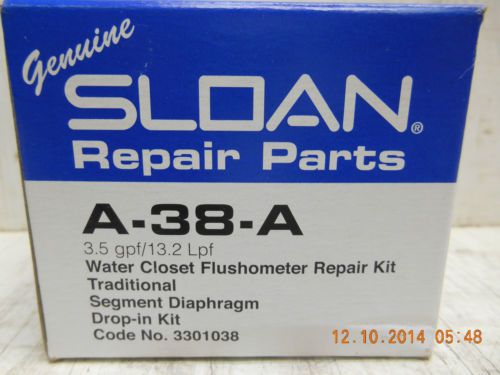 Genuine
SLOAN®
Repair Parts
A-38-A
3.5 gpf/13.2 Lpf
Water Closet Flushometer Repair Kit
Traditional
Segment Diaphragm
Drop-in Kit
Code No. 3301038
12.10.2014 05:48